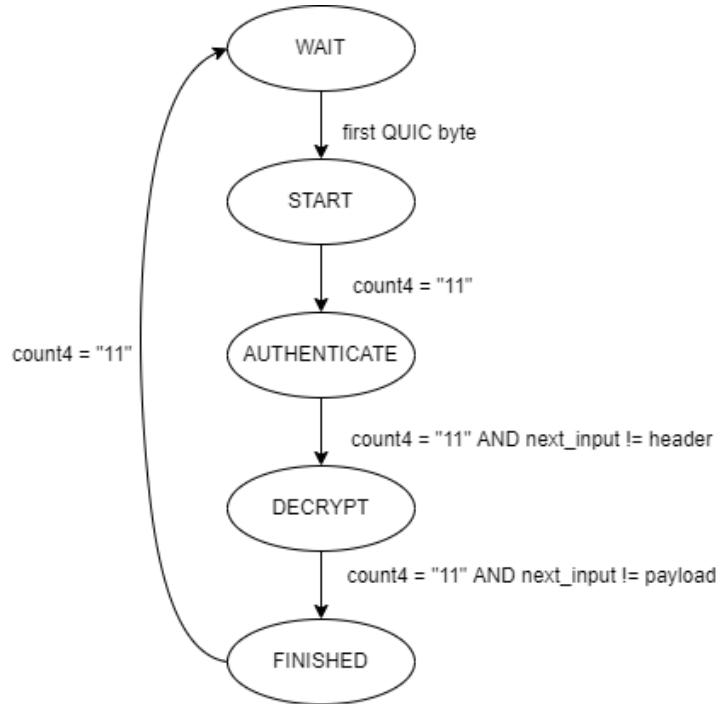 WAIT
first QUIC byte
START
count4 = "11"
count4 = "11"
AUTHENTICATE
count4 = "11" AND next_input != header
DECRYPT
count4 = "11" AND next_input != payload
FINISHED